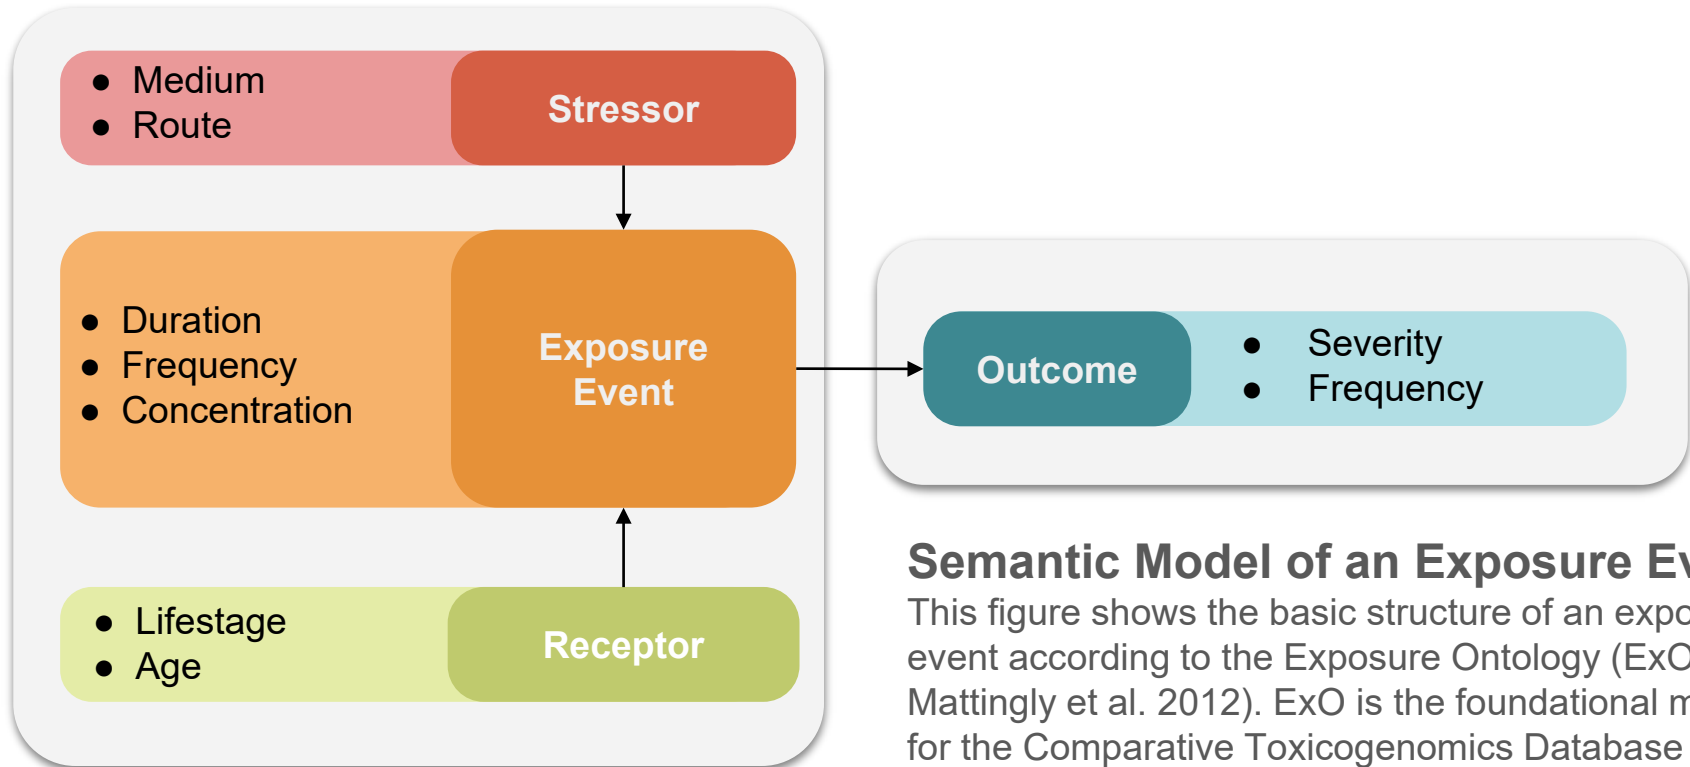 ● Medium
● Route
Stressor
● Duration
● Frequency
● Concentration
Exposure
Event
● Lifestage
● Age
Receptor
Outcome
● Severity
● Frequency
Semantic Model of an Exposure
This figure shows the basic structure of an
event according to the Exposure Ontology (ExO
Mattingly et al. 2012). ExO is the foundational
for the Comparative Toxicogenomics Database